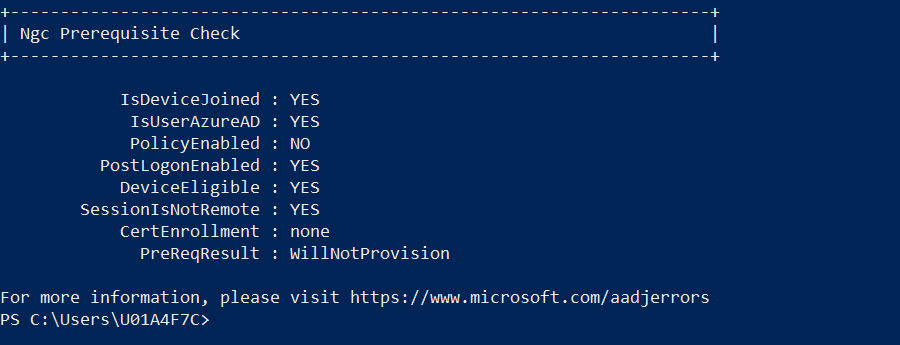 +----------------------------------------------------------------------+
| Ngc Prerequisite Check                                               |
+----------------------------------------------------------------------+
IsDeviceJoined : YES
IsUserAzureAD : YES
PolicyEnabled : NO
PostLogonEnabled : YES
DeviceEligible : YES
SessionIsNotRemote : YES
CertEnrollment : none
PreReqResult : WillNotProvision
For more information, please visit https://www.microsoft.com/aadjerrors
PS C:\Users\U01A4F7C>